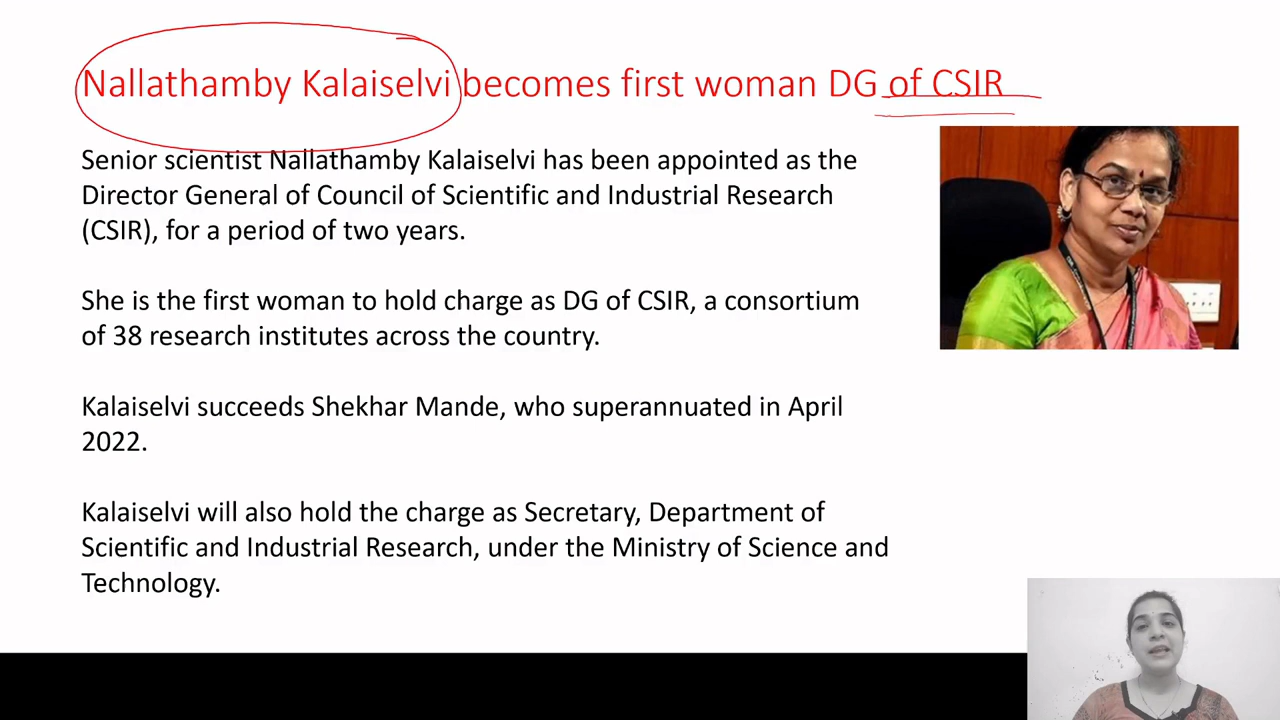 Nallathamby Kalaiselvi becomes first woman DG of CSIR
Senior scientist Nallathamby Kalaiselvi has been appointed as the
Director General of Council of Scientific and Industrial Research
(CSIR), for a period of two years.
She is the first woman to hold charge as DG of CSIR, a consortium
of 38 research institutes across the country.
Kalaiselvi succeeds Shekhar Mande, who superannuated in April
2022.
Kalaiselvi will also hold the charge as Secretary, Department of
Scientific and Industrial Research, under the Ministry of Science and
Technology.